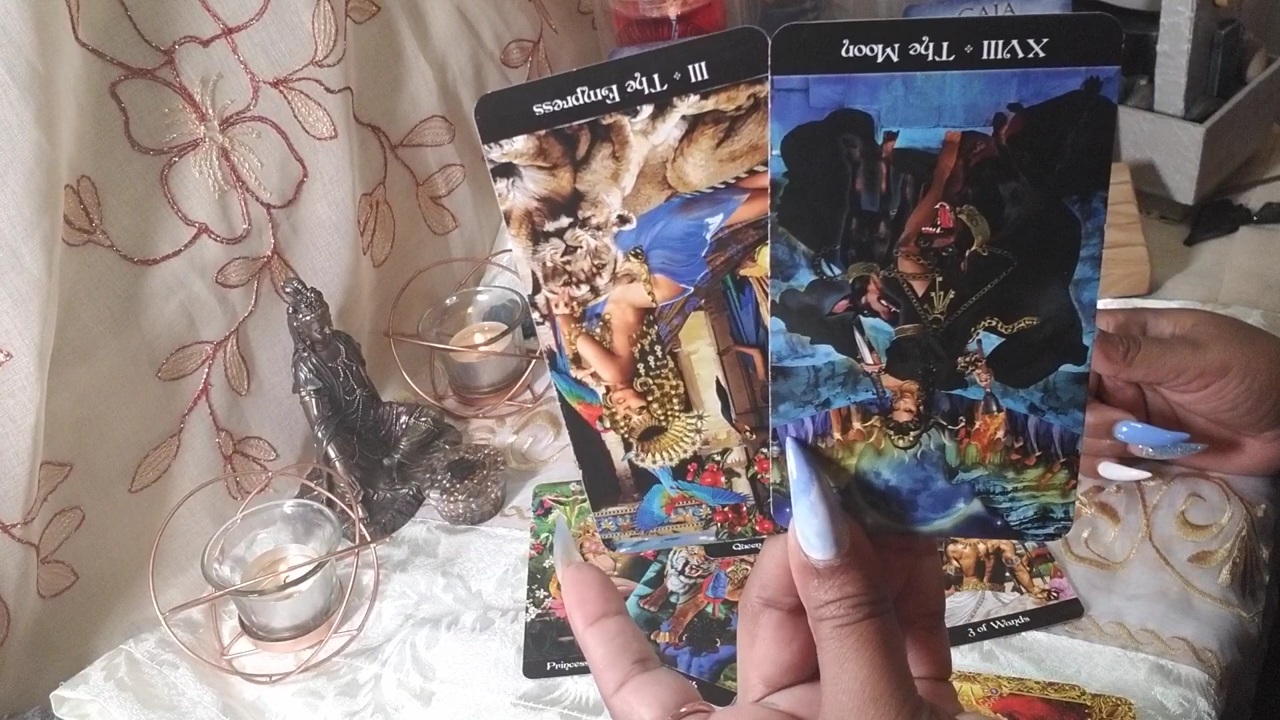 GAIA
III + The Empress
XVIII + The Moon
Queen
Princess
3 of Wands